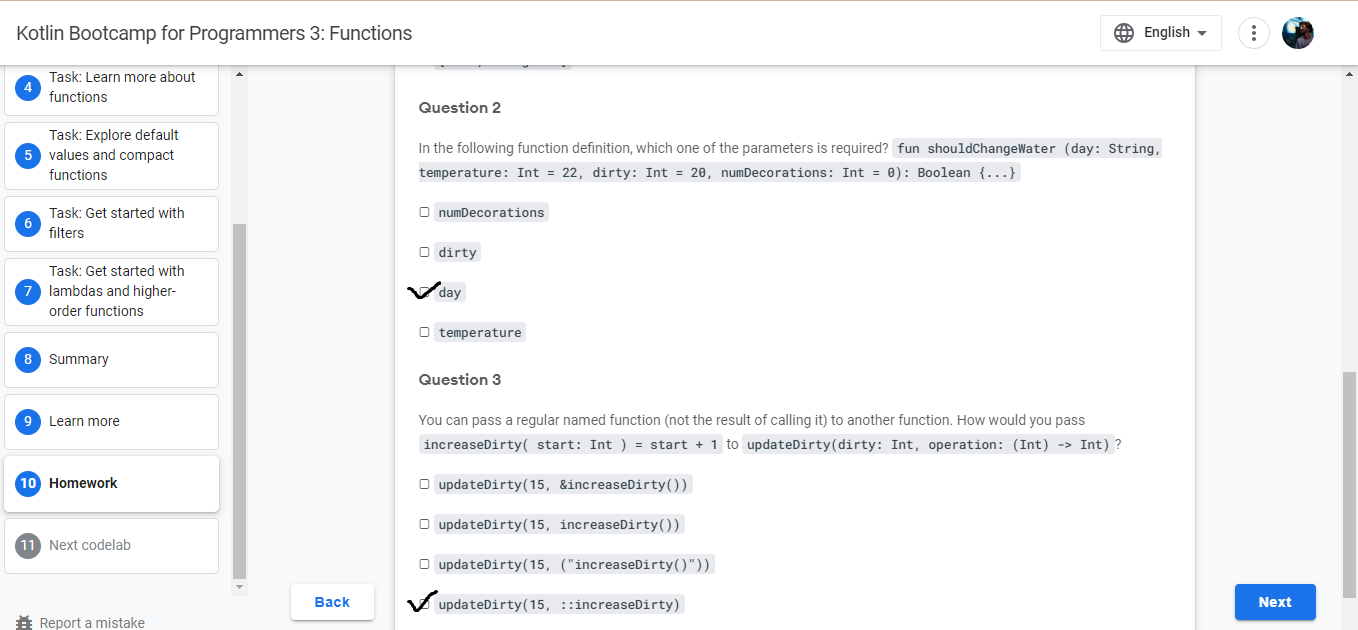 Kotlin Bootcamp for Programmers 3: Functions
English
4
Task: Learn more about
functions
5
Task: Explore default
values and compact
functions
6
Task: Get started with
filters
7
Task: Get started with
lambdas and higher-
order functions
8
Summary
9
Learn more
10
Homework
11
Next codelab
Report a mistake
Question 2
In the following function definition, which one of the parameters is required? fun shouldChangeWater (day: String,
temperature: Int = 22, dirty: Int = 20, numDecorations: Int = 0): Boolean {...}
numDecorations
dirty
day
temperature
Question 3
You can pass a regular named function (not the result of calling it) to another function. How would you pass
increaseDirty( start: Int ) = start + 1 to updateDirty(dirty: Int, operation: (Int) -> Int) ?
updateDirty(15, &increaseDirty())
updateDirty(15, increaseDirty())
updateDirty(15, ("increaseDirty()"))
updateDirty(15, ::increaseDirty)
Back
Next